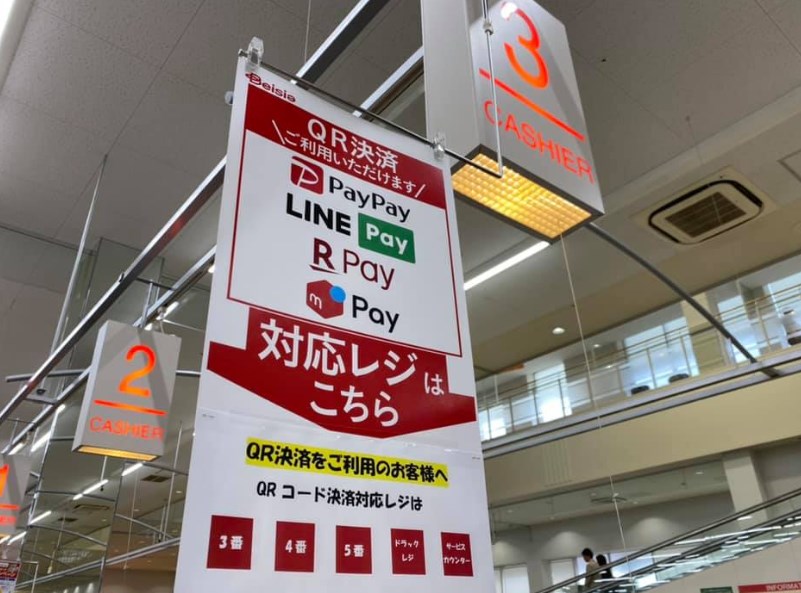 Beisia
QR決済
\ご利用いただけます/
PayPay
LINE Pay
R Pay
m Pay
対応レジは
こちら
QR決済をご利用のお客様へ
QRコード決済対応レジは
3番
4番
5番
ドラッグ
レジ
サービス
カウンター
3
CASHIER
2
CASHIER
1